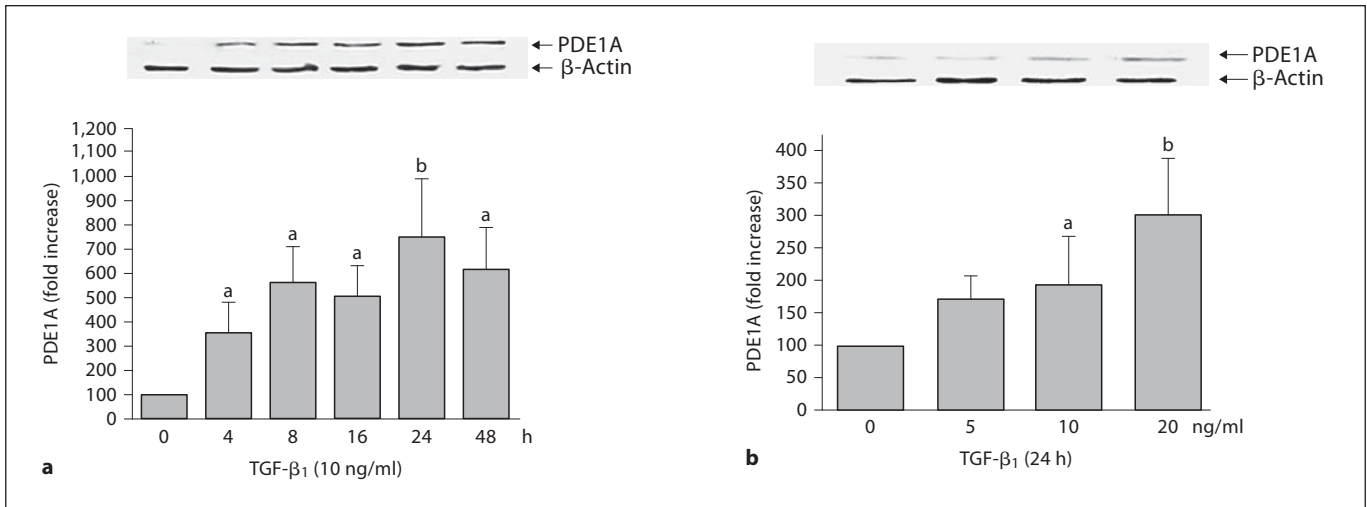 PDE1A
β-Actin
1,200
1,100
1,000
900
800
700
600
500
400
300
200
100
0
PDE1A (fold increase)
a
a
a
b
a
0 4 8 16 24 48 h
a
TGF-β₁ (10 ng/ml)
PDE1A
β-Actin
400
350
300
250
200
150
100
50
0
PDE1A (fold increase)
a
b
0 5 10 20 ng/ml
b
TGF-β₁ (24 h)